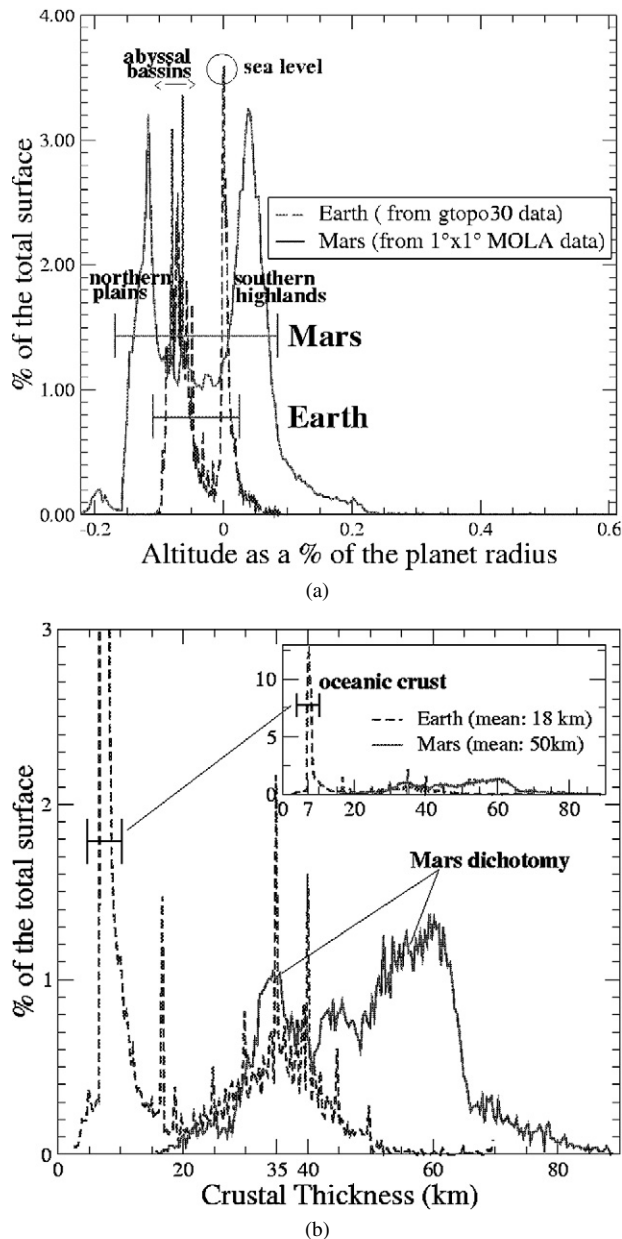 4.00
abyssal
bassins
sea level
3.00
Earth ( from gtopo30 data)
Mars (from 1°x1° MOLA data)
2.00
northern
plains
southern
highlands
Mars
1.00
Earth
0.00
-0.2 0 0.2 0.4 0.6
% of the total surface
Altitude as a % of the planet radius
(a)
3
10
oceanic crust
Earth (mean: 18 km)
Mars (mean: 50km)
5
0
0 7 20 40 60 80
2
Mars dichotomy
1
0
0 20 35 40 60 80
% of the total surface
Crustal Thickness (km)
(b)